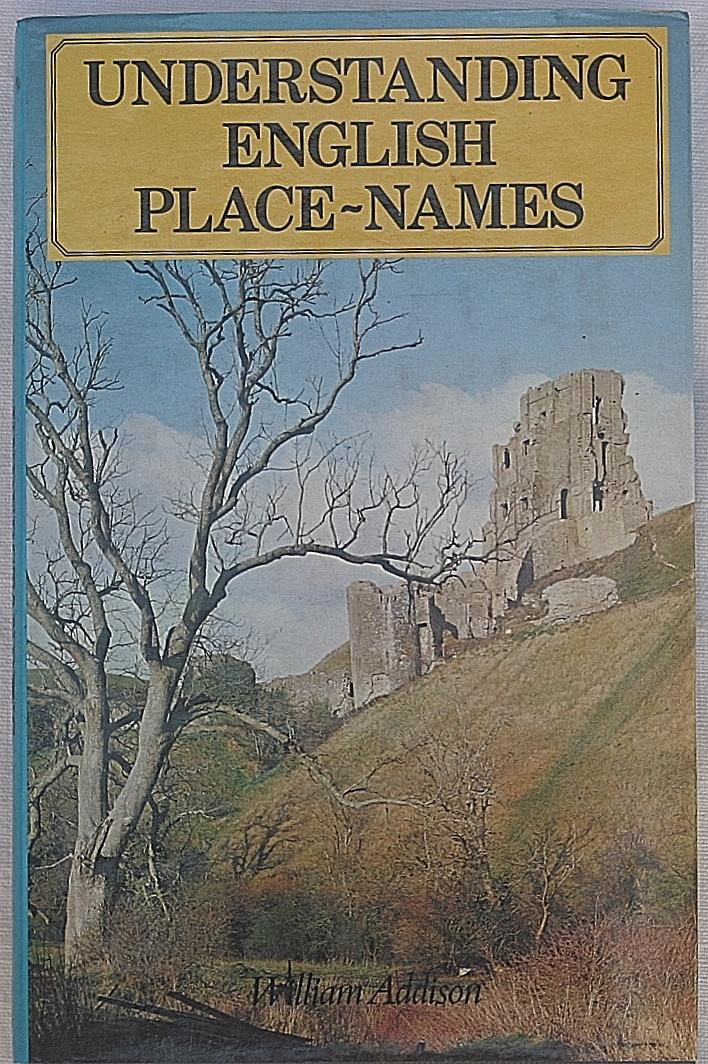 UNDERSTANDING
ENGLISH
PLACE~NAMES
William Addison